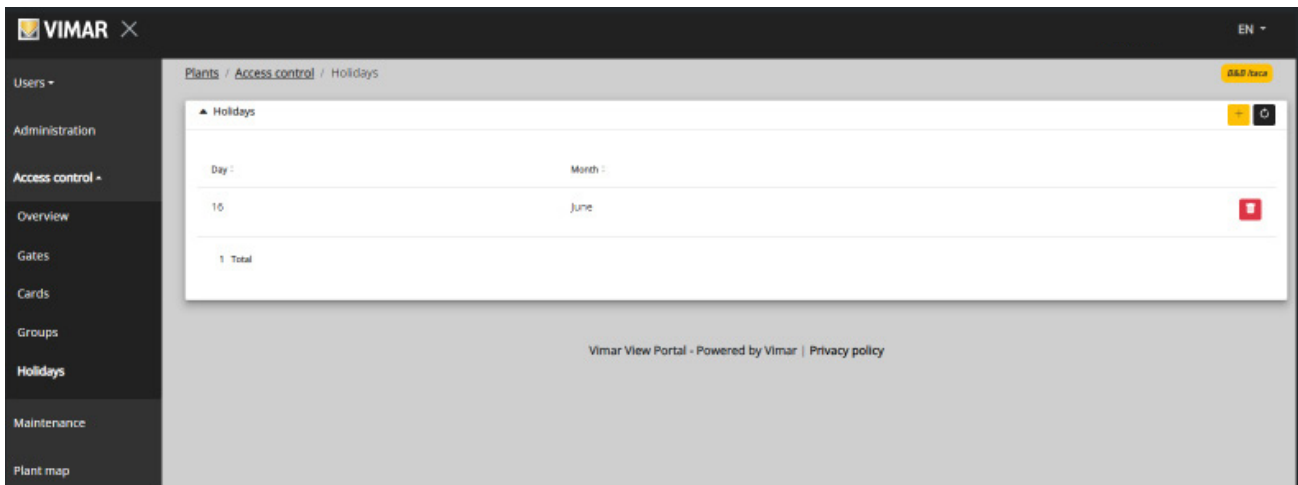 VIMAR
EN
Users
Plants / Access control / Holidays
B&B Itaca
Holidays
Administration
Day
Month
Access control
16
June
Overview
1 Total
Gates
Cards
Groups
Vimar View Portal - Powered by Vimar | Privacy policy
Holidays
Maintenance
Plant map